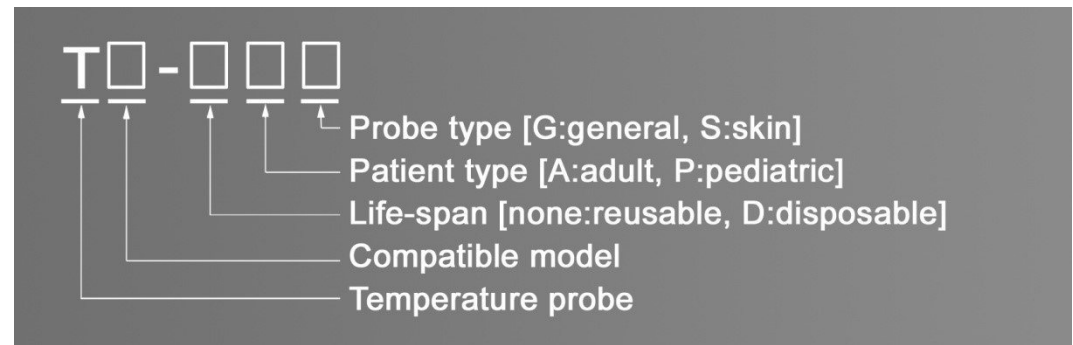 T□-□□□
Probe type [G:general, S:skin]
Patient type [A:adult, P:pediatric]
Life-span [none:reusable, D:disposable]
Compatible model
Temperature probe